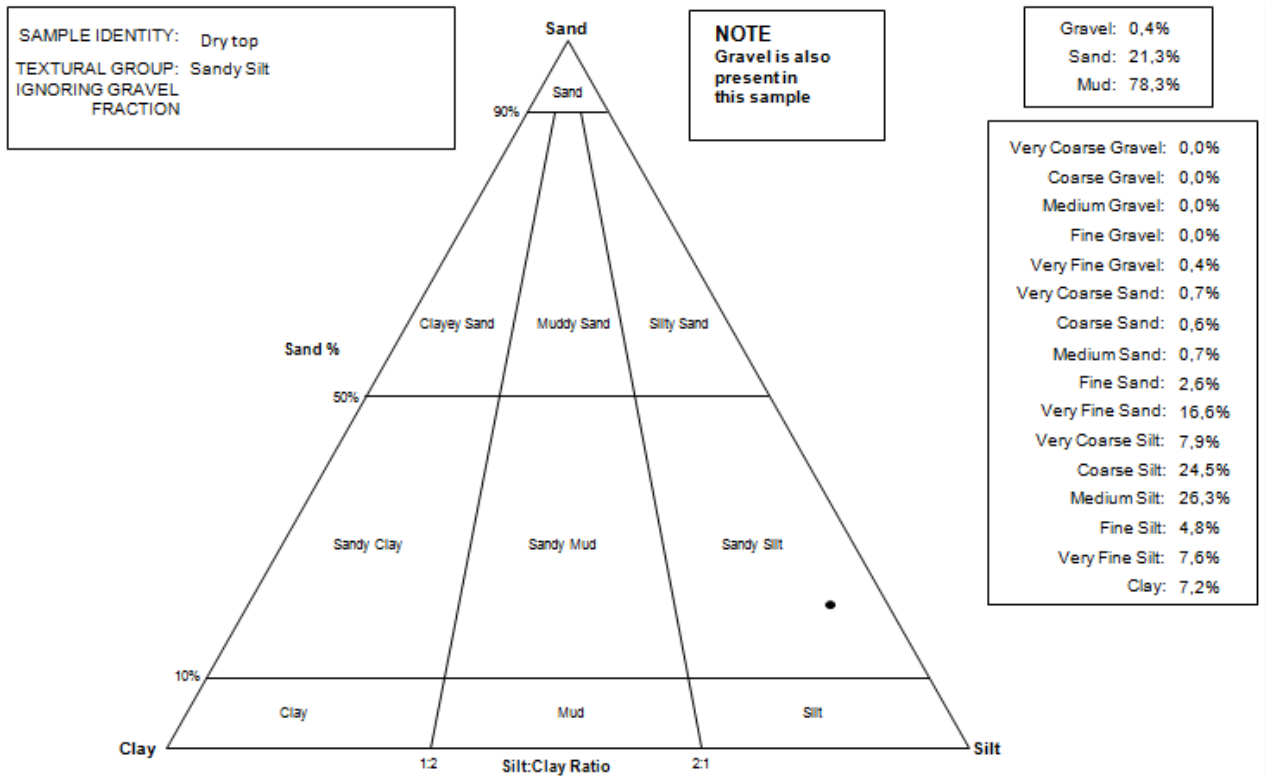 SAMPLE IDENTITY: Dry top
TEXTURAL GROUP: Sandy Silt
IGNORING GRAVEL
FRACTION
Sand
NOTE
Gravel is also
present in
this sample
Gravel: 0,4%
Sand: 21,3%
Mud: 78,3%
Sand
90%
Clayey Sand
Muddy Sand
Silty Sand
Sand %
50%
Sandy Clay
Sandy Mud
Sandy Silt
10%
Clay
Mud
Silt
Clay
Silt
1:2
Silt:Clay Ratio
2:1
Very Coarse Gravel: 0,0%
Coarse Gravel: 0,0%
Medium Gravel: 0,0%
Fine Gravel: 0,0%
Very Fine Gravel: 0,4%
Very Coarse Sand: 0,7%
Coarse Sand: 0,6%
Medium Sand: 0,7%
Fine Sand: 2,6%
Very Fine Sand: 16,6%
Very Coarse Silt: 7,9%
Coarse Silt: 24,5%
Medium Silt: 26,3%
Fine Silt: 4,8%
Very Fine Silt: 7,6%
Clay: 7,2%